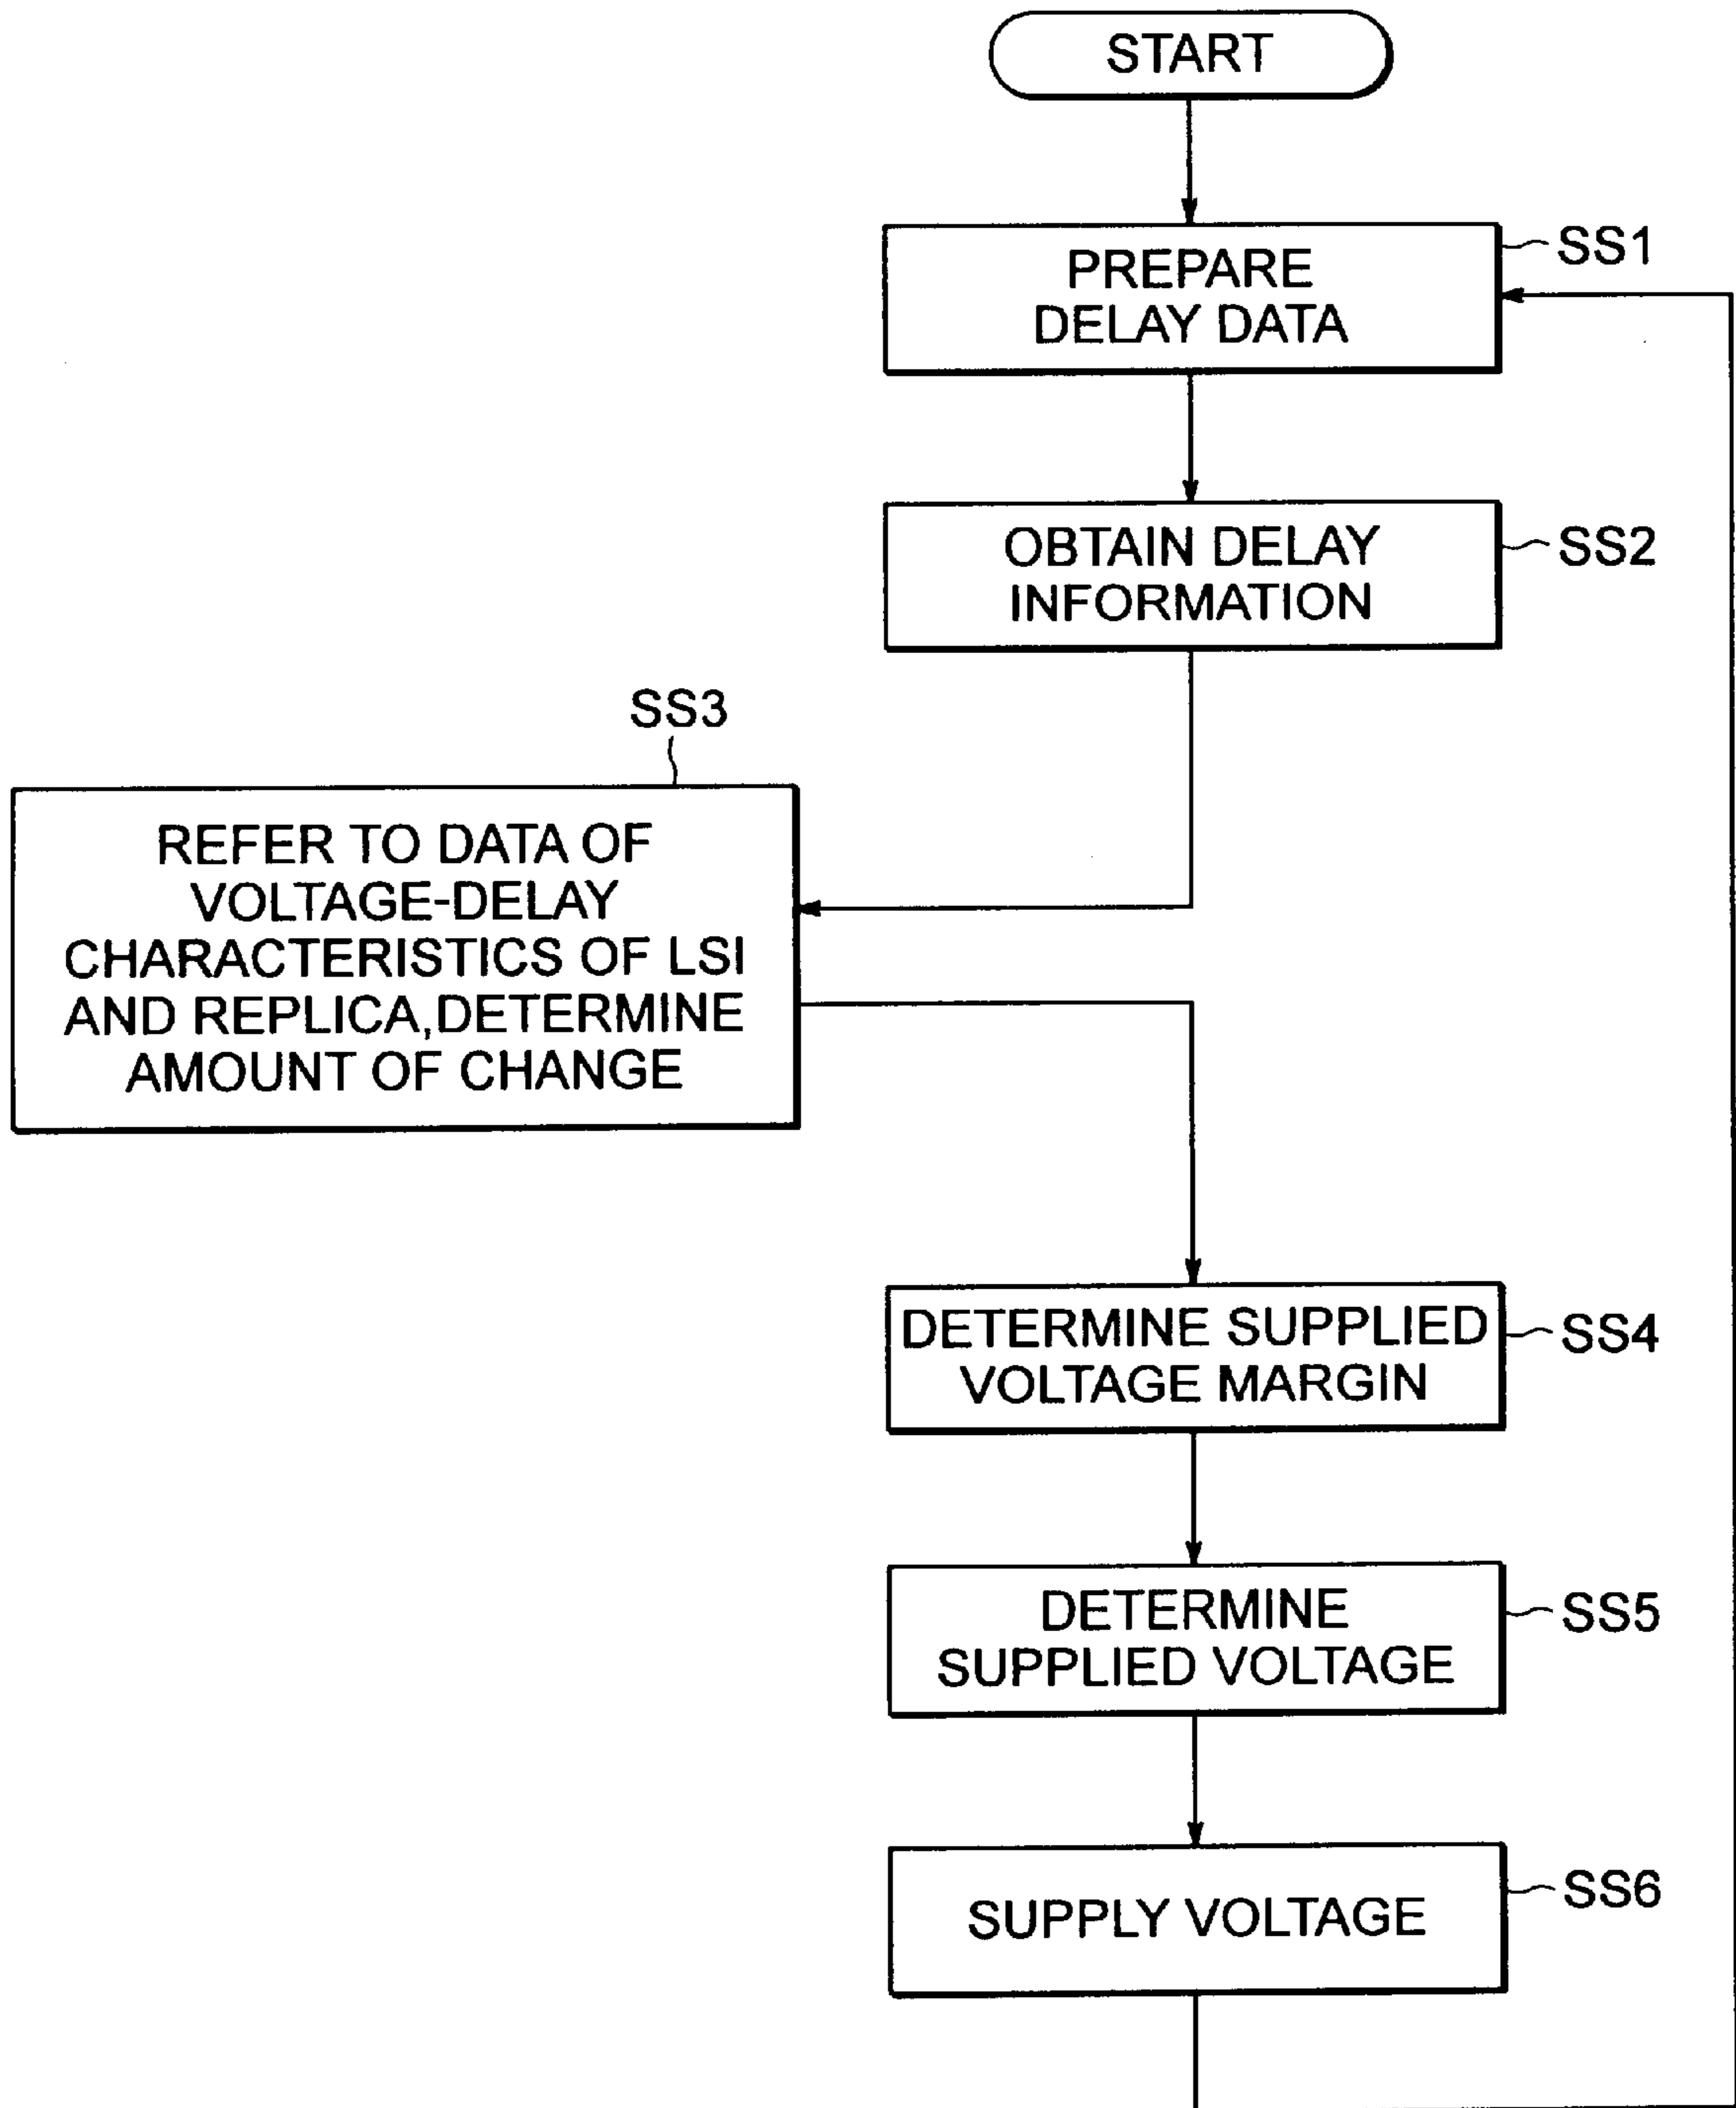 START
PREPARE
DELAY DATA
SS1
OBTAIN DELAY
INFORMATION
SS2
SS3
REFER TO DATA OF
VOLTAGE-DELAY
CHARACTERISTICS OF LSI
AND REPLICA,DETERMINE
AMOUNT OF CHANGE
DETERMINE SUPPLIED
VOLTAGE MARGIN
SS4
DETERMINE
SUPPLIED VOLTAGE
SS5
SUPPLY VOLTAGE
SS6